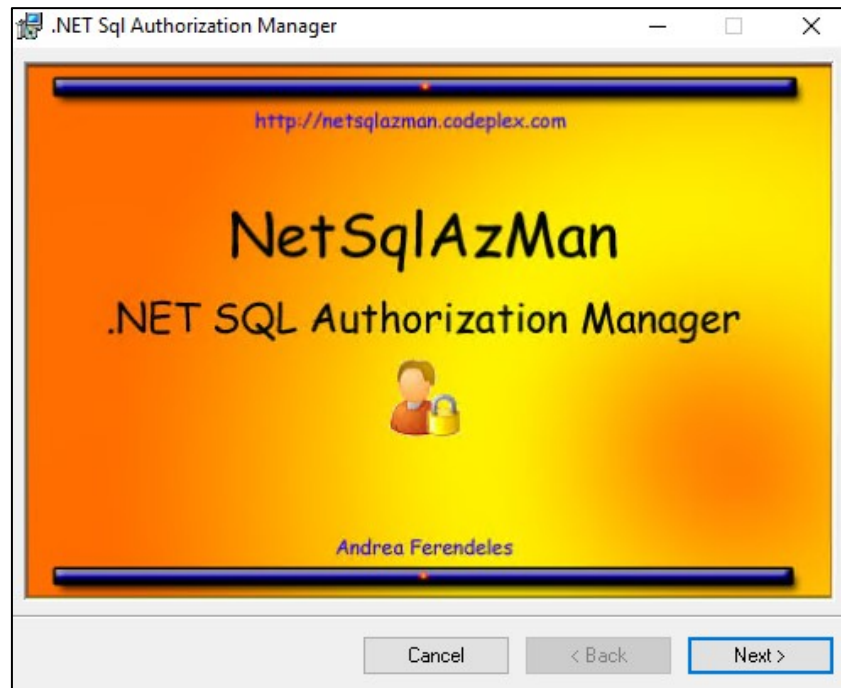 .NET Sql Authorization Manager
http://netsqlazman.codeplex.com
NetSqlAzMan
.NET SQL Authorization Manager
Andrea Ferendeles
Cancel
< Back
Next >